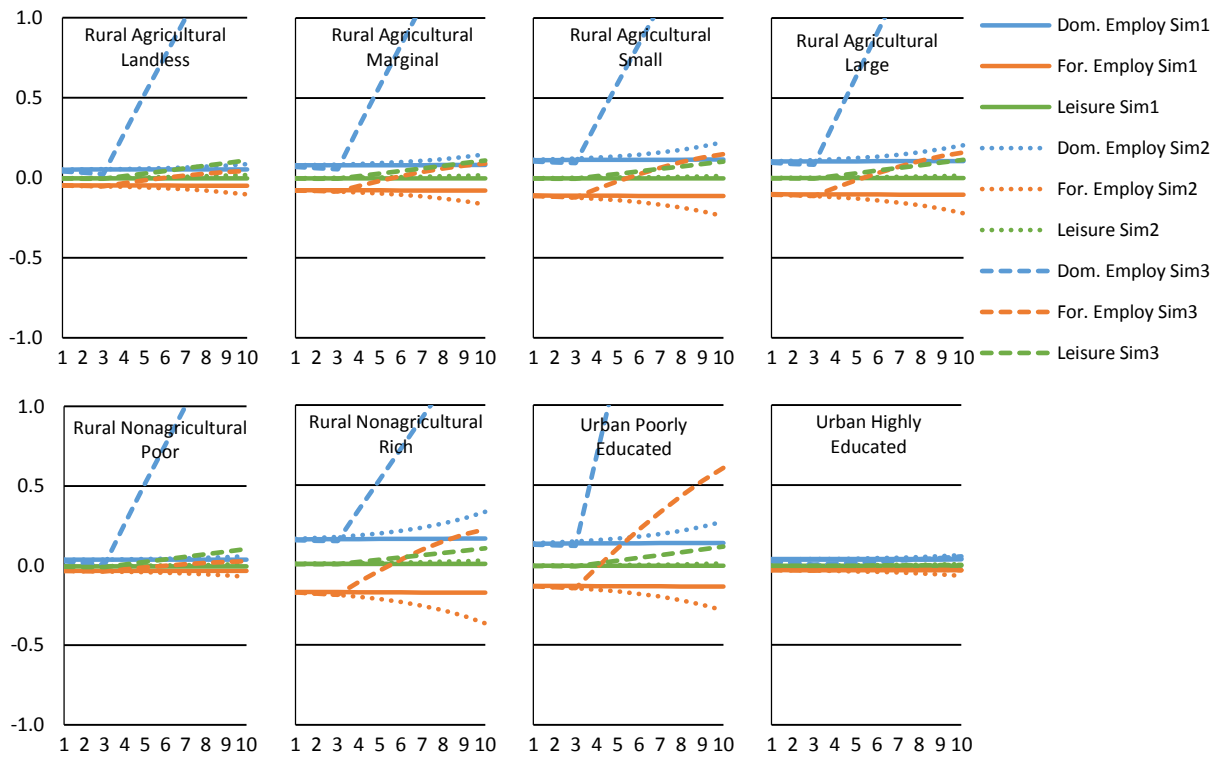 1.0
0.5
0.0
-0.5
-1.0
Rural Agricultural
Landless
1 2 3 4 5 6 7 8 9 10
Rural Agricultural
Marginal
1 2 3 4 5 6 7 8 9 10
Rural Agricultural
Small
1 2 3 4 5 6 7 8 9 10
Rural Agricultural
Large
1 2 3 4 5 6 7 8 9 10
Dom. Employ Sim1
For. Employ Sim1
Leisure Sim1
Dom. Employ Sim2
For. Employ Sim2
Leisure Sim2
Dom. Employ Sim3
For. Employ Sim3
Leisure Sim3
1.0
0.5
0.0
-0.5
-1.0
Rural Nonagricultural
Poor
1 2 3 4 5 6 7 8 9 10
Rural Nonagricultural
Rich
1 2 3 4 5 6 7 8 9 10
Urban Poorly
Educated
1 2 3 4 5 6 7 8 9 10
Urban Highly
Educated
1 2 3 4 5 6 7 8 9 10